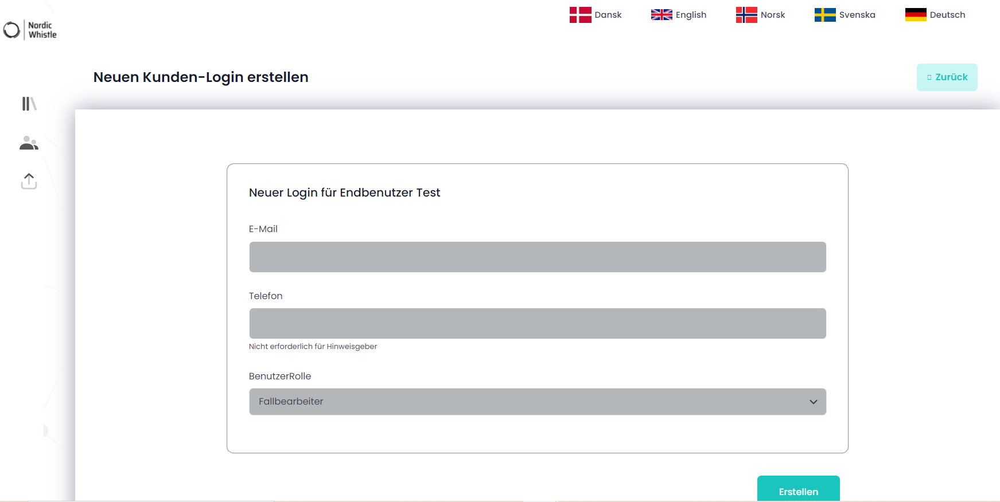 Nordic
Whistle
Dansk
English
Norsk
Svenska
Deutsch
Neuen Kunden-Login erstellen
Zurück
Neuer Login für Endbenutzer Test
E-Mail
Telefon
Nicht erforderlich für Hinweisgeber
BenutzerRolle
Fallbearbeiter
Erstellen